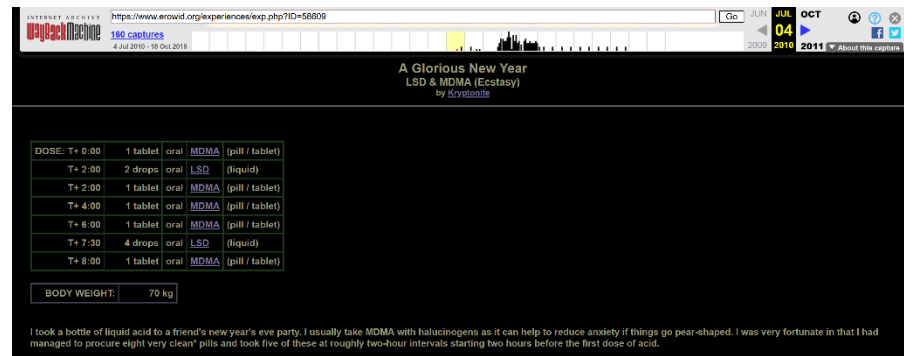 INTERNET ARCHIVE
WayBackMachine
https://www.erowid.org/experiences/exp.php?ID=58609
Go
JUN JUL OCT
160 captures
04
4 Jul 2010 - 18 Oct 2019
2009 2010 2011
About this capture
A Glorious New Year
LSD & MDMA (Ecstasy)
by Kryptonite
DOSE: T+ 0:00 1 tablet oral MDMA (pill / tablet)
T+ 2:00 2 drops oral LSD (liquid)
T+ 2:00 1 tablet oral MDMA (pill / tablet)
T+ 4:00 1 tablet oral MDMA (pill / tablet)
T+ 6:00 1 tablet oral MDMA (pill / tablet)
T+ 7:30 4 drops oral LSD (liquid)
T+ 8:00 1 tablet oral MDMA (pill / tablet)
BODY WEIGHT: 70 kg
I took a bottle of liquid acid to a friend's new year's eve party. I usually take MDMA with halucinogens as it can help to reduce anxiety if things go pear-shaped. I was very fortunate in that I had
managed to procure eight very clean* pills and took five of these at roughly two-hour intervals starting two hours before the first dose of acid.